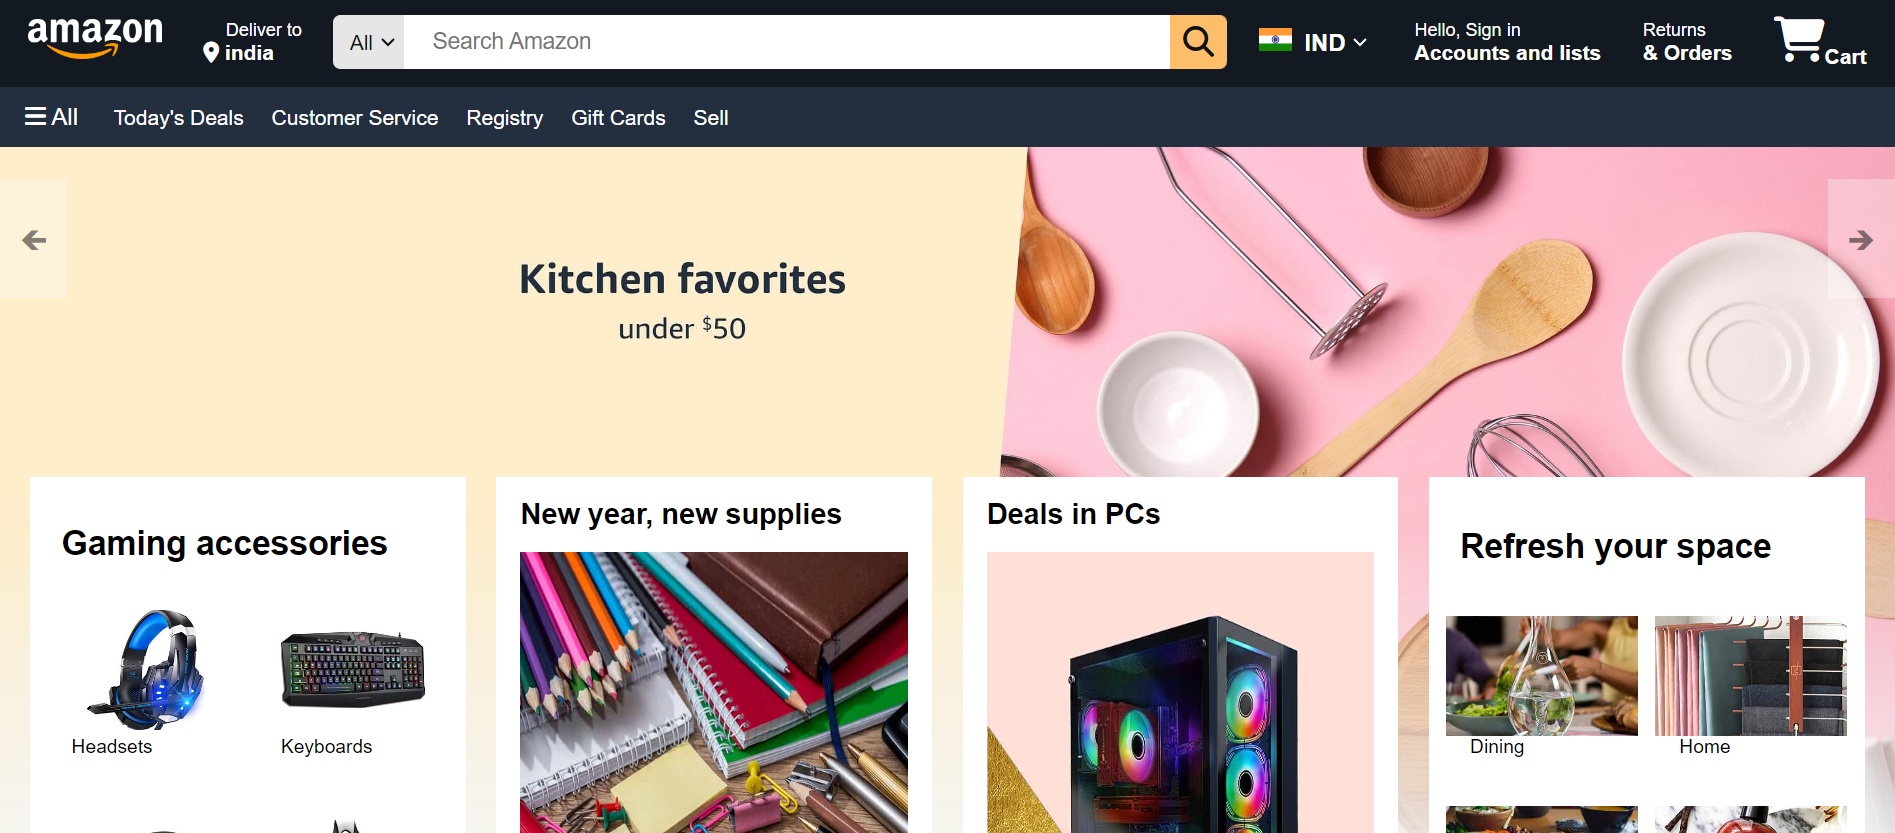 amazon
Deliver to
india
All
Search Amazon
IND
Hello, Sign in
Accounts and lists
Returns
& Orders
Cart
All
Today's Deals
Customer Service
Registry
Gift Cards
Sell
Kitchen favorites
under $50
Gaming accessories
Headsets
Keyboards
New year, new supplies
Deals in PCs
Refresh your space
Dining
Home